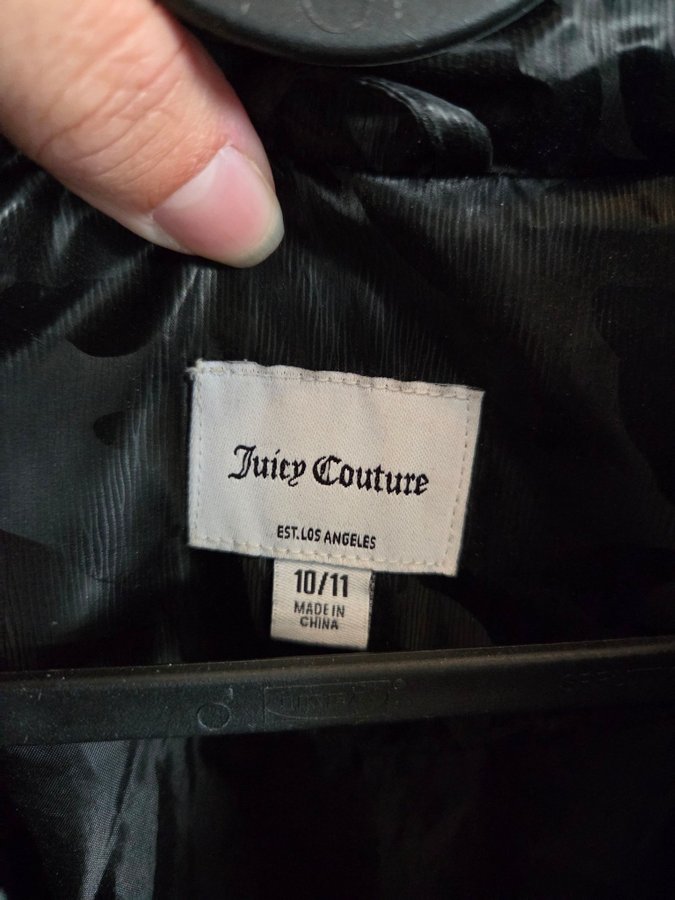 Juicy Couture
EST. LOS ANGELES
10/11
MADE IN
CHINA